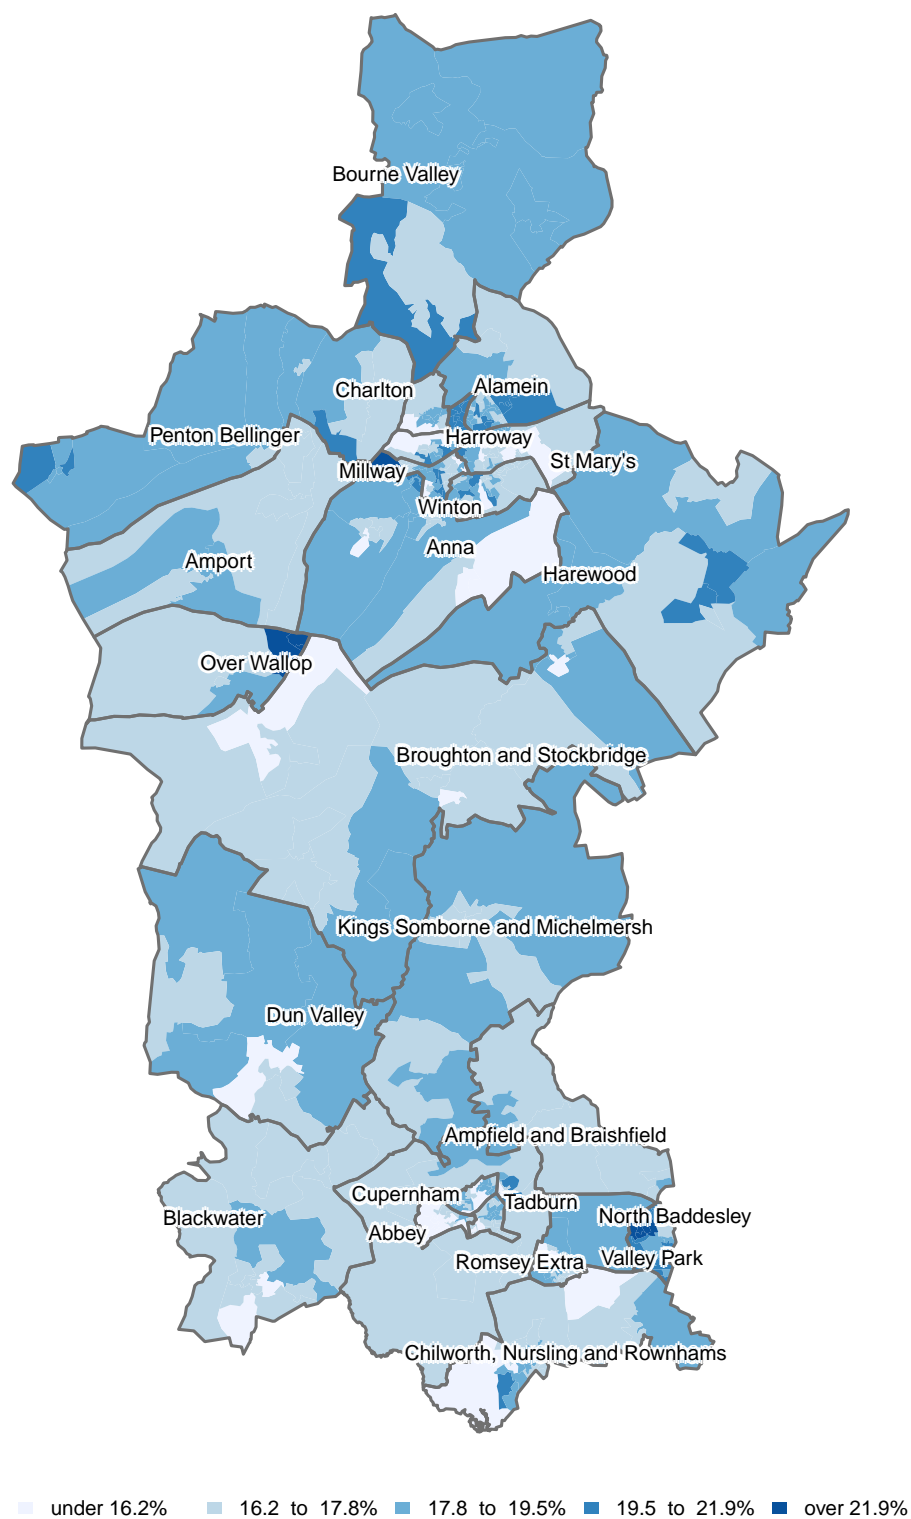 Bourne Valley
Charlton
Alamein
Penton Bellinger
Harroway
Millway
St Mary's
Winton
Anna
Amport
Harewood
Over Wallop
Broughton and Stockbridge
Kings Somborne and Michelmersh
Dun Valley
Ampfield and Braishfield
Cupernham
Tadburn
Blackwater
North Baddesley
Abbey
Romsey Extra
Valley Park
Chilworth, Nursling and Rownhams
under 16.2% 16.2 to 17.8% 17.8 to 19.5% 19.5 to 21.9% over 21.9%